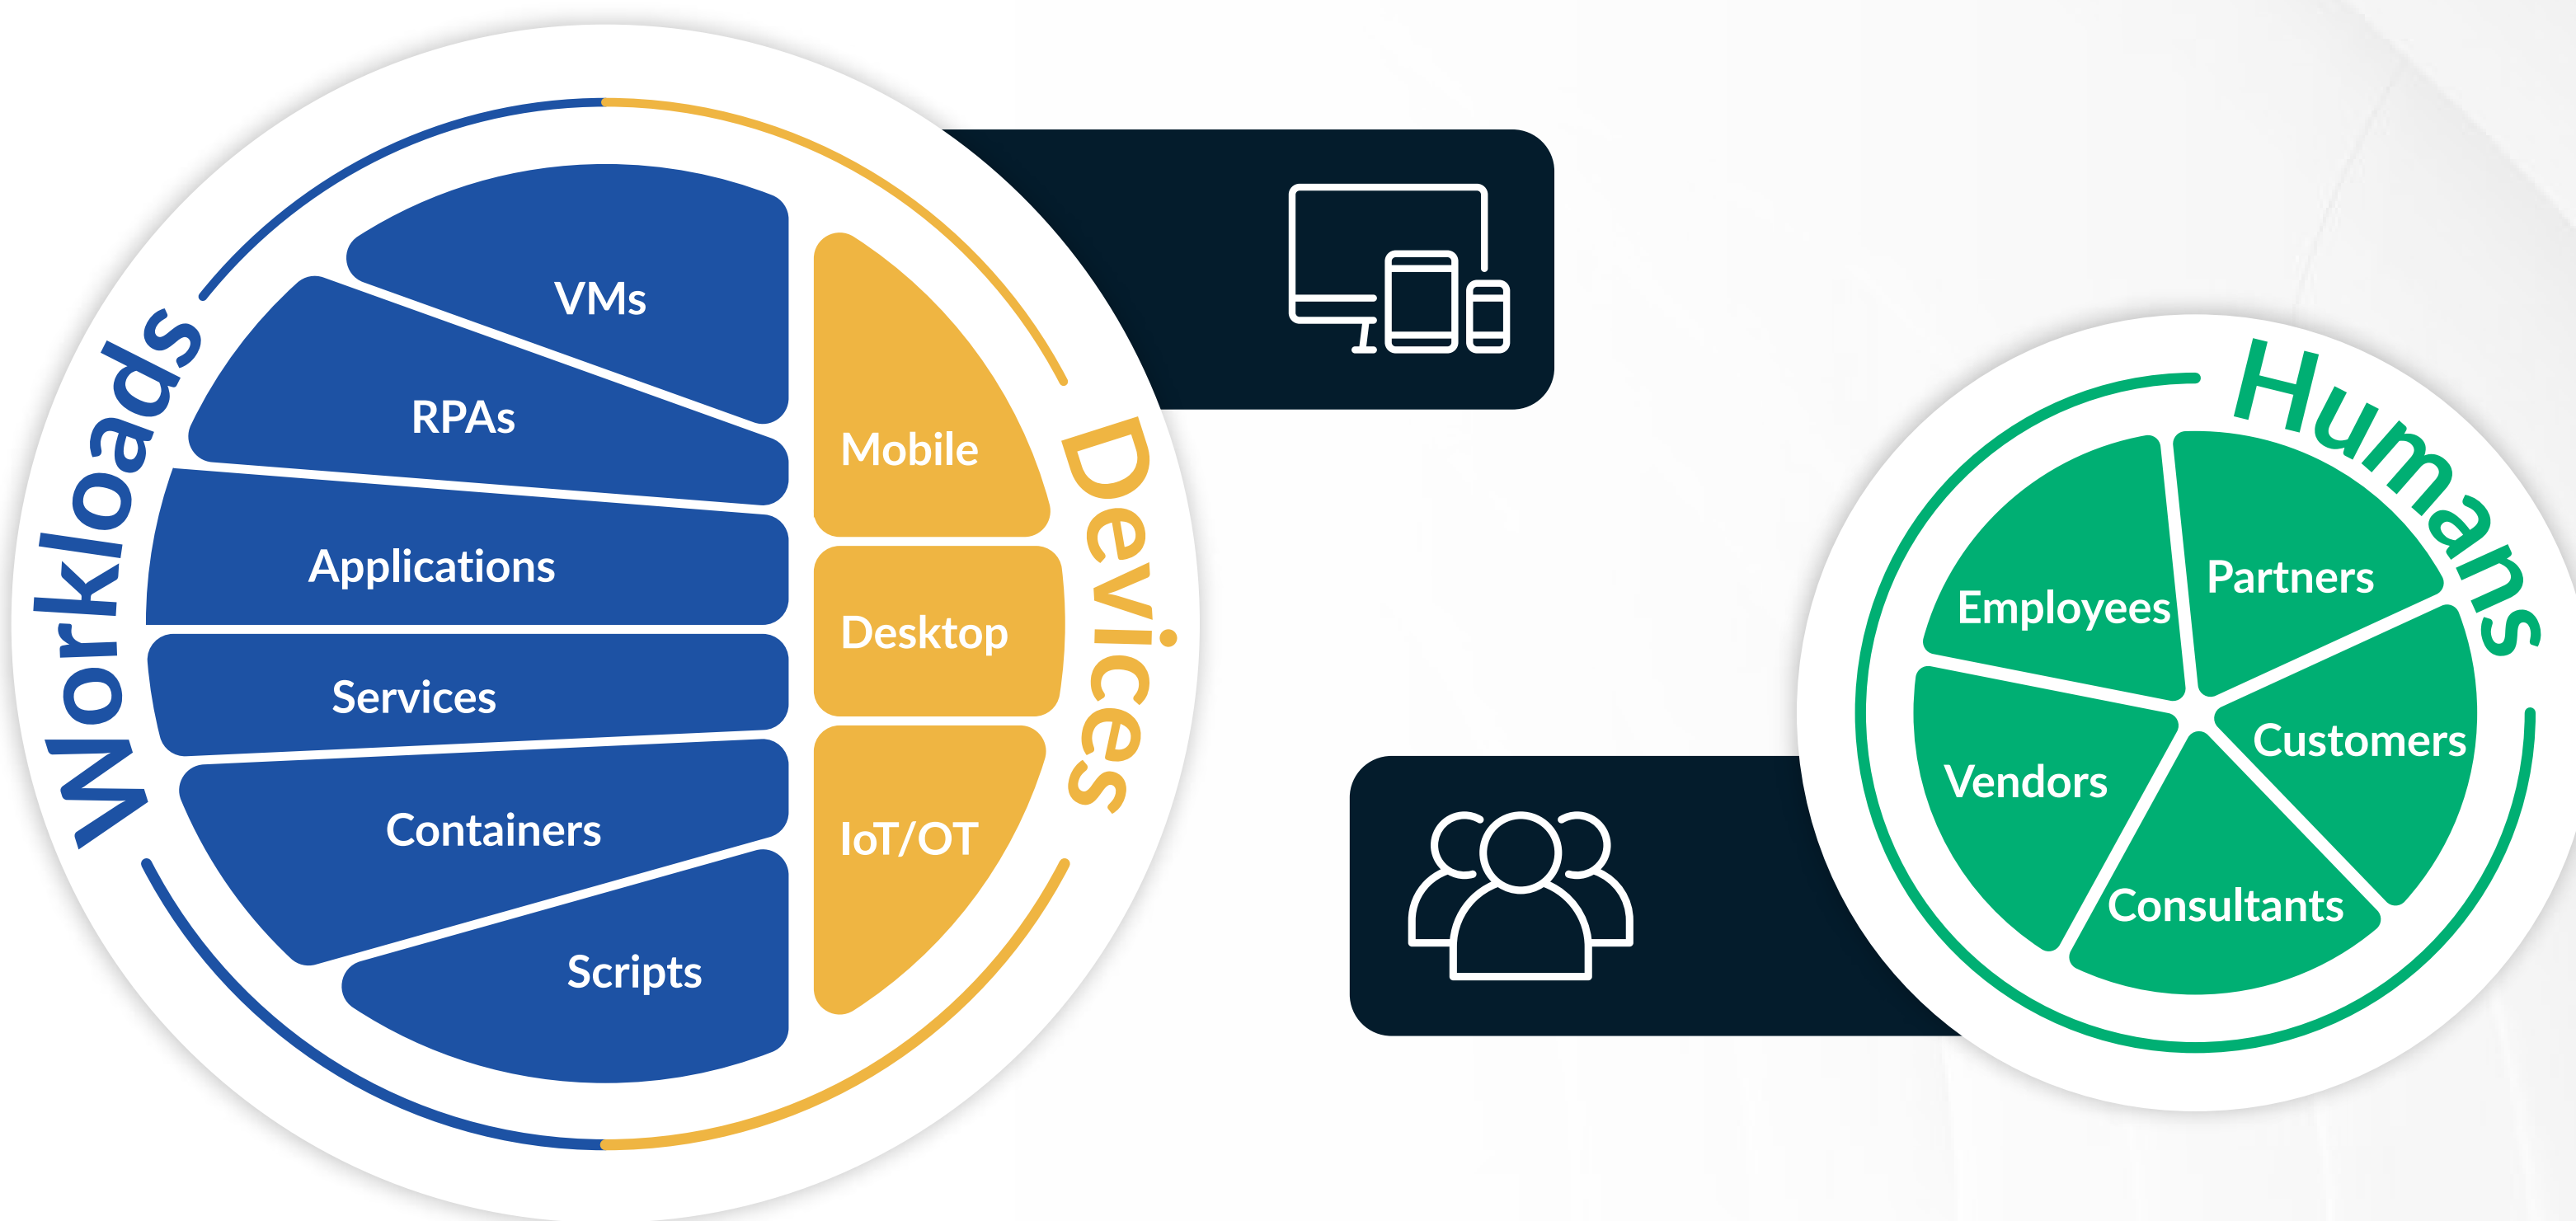 Workloads
VMs
RPAs
Applications
Services
Containers
Scripts
Devices
Mobile
Desktop
IoT/OT
Humans
Employees
Partners
Customers
Consultants
Vendors